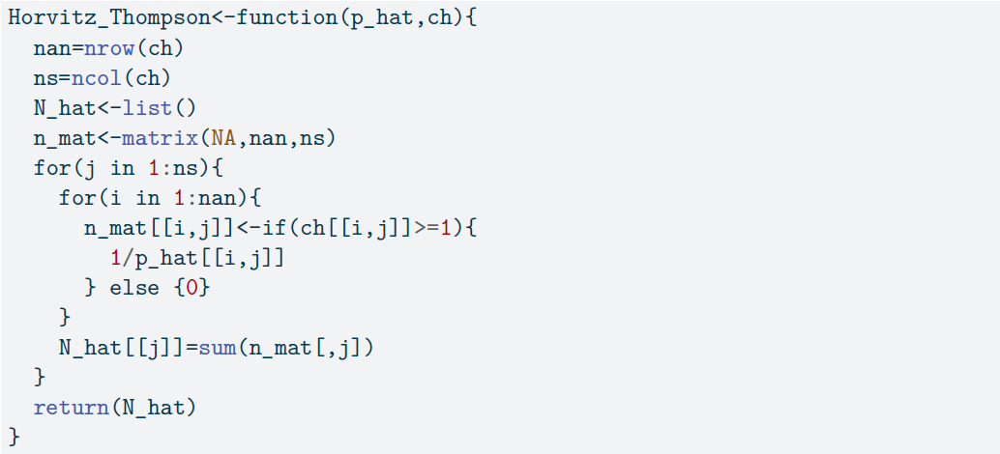 Horvitz_Thompson<-function(p_hat,ch){
  nan=nrow(ch)
  ns=ncol(ch)
  N_hat<-list()
  n_mat<-matrix(NA,nan,ns)
  for(j in 1:ns){
    for(i in 1:nan){
      n_mat[[i,j]]<-if(ch[[i,j]]>=1){
        1/p_hat[[i,j]]
      } else {0}
    }
    N_hat[[j]]=sum(n_mat[,j])
  }
  return(N_hat)
}